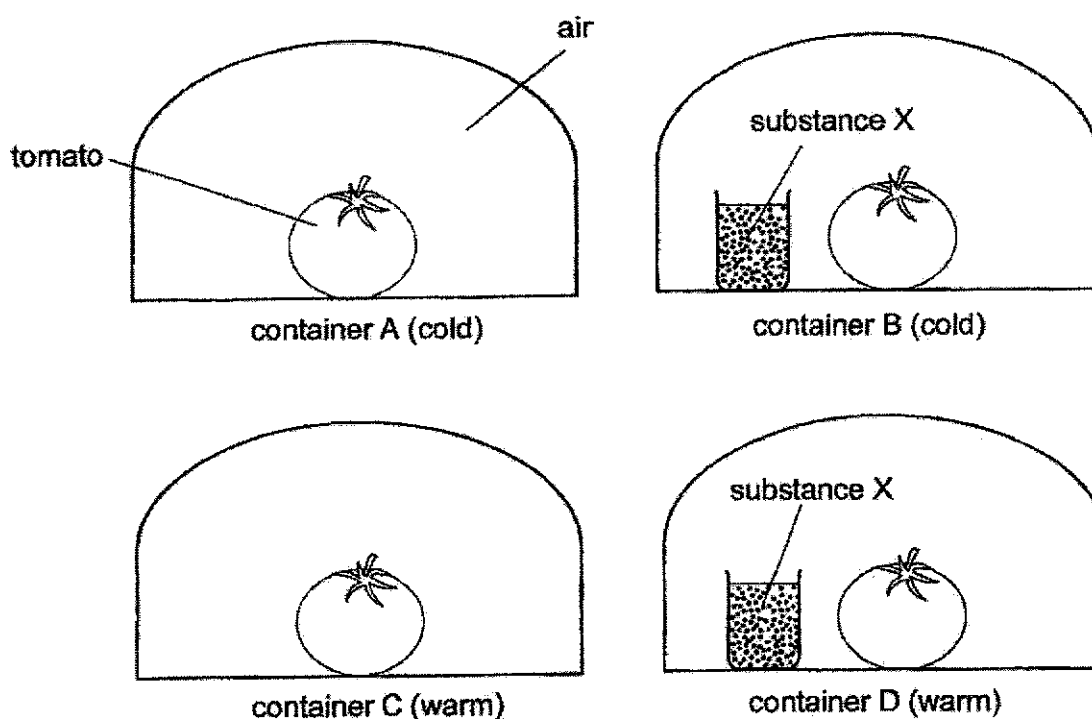 air
tomato
substance X
container A (cold)
container B (cold)
substance X
container C (warm)
container D (warm)